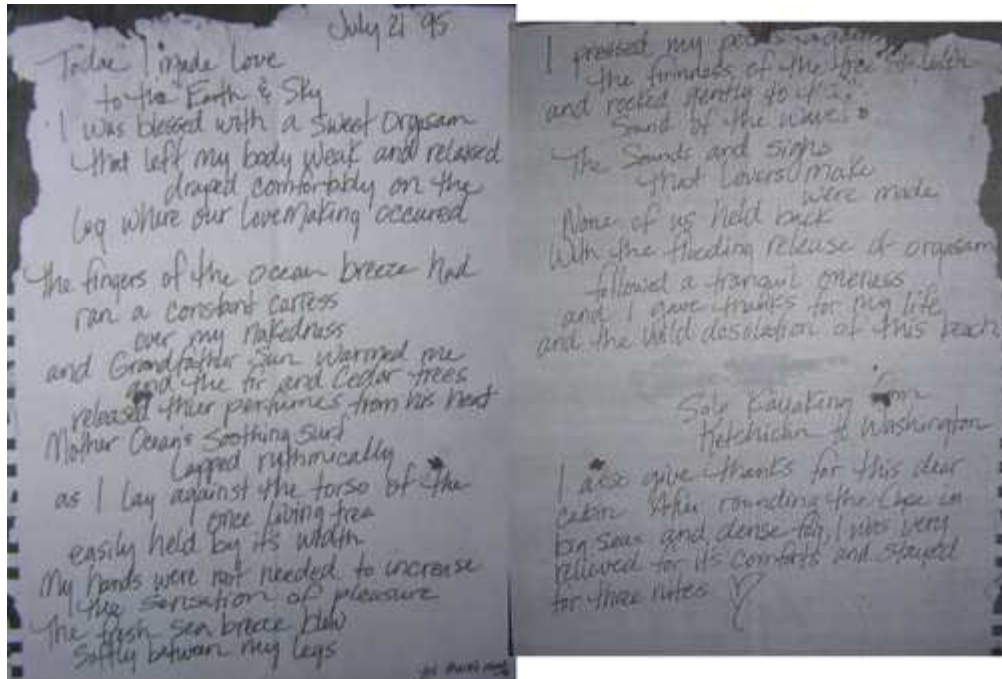 July 21 95
Todae I made Love
to the Earth & Sky
I was blessed with a sweet Orgasam
that left my body weak and relaxed
draped comfortably on the
Log where our lovemaking occured
the fingers of the ocean breeze had
ran a constant carress
over my nakedness
and Grandfather Sun warmed me
and the fir and Cedar trees
released thier perfumes from his heat
Mother Ocean's Soothing Surf
Lapped rythmically
as I lay against the torso of the
once living tree
easily held by its width
My hands were not needed to increase
the sensation of pleasure
The fresh sea breeze blew
Softly between my legs
I pressed my
the firmness of the tree beneath
and rocked gently to the
Sound of the waves
The Sounds and sighs
that Lovers make
were made
None of us held back
With the flooding release of orgasam
followed a tranquil oneness
and I gave thanks for my life
and the wild desolation of this beach
Solo Kayaking from
Ketchican to Washington
I also give thanks for this dear
cabin. After rounding the Cape in
big seas and dense fog, I was very
relieved for its comforts and stayed
for three nites